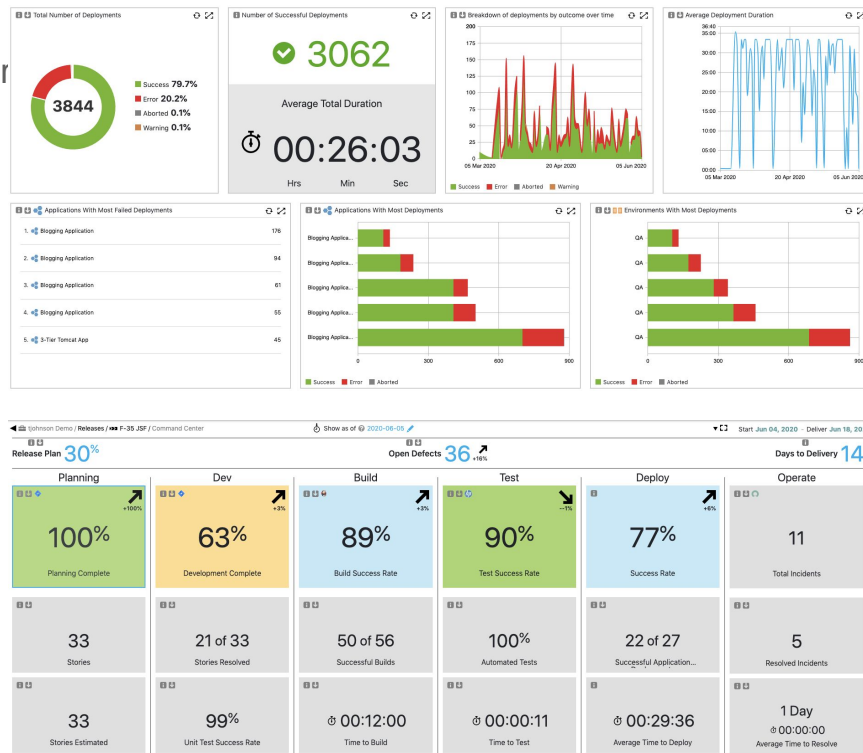 Total Number of Deployments
3844
Success 79.7%
Error 20.2%
Aborted 0.1%
Warning 0.1%
Number of Successful Deployments
3062
Average Total Duration
00:26:03
Hrs Min Sec
Breakdown of deployments by outcome over time
200
175
150
125
100
75
50
25
0
05 Mar 2020 20 Apr 2020 05 Jun 2020
Success Error Aborted Warning
Average Deployment Duration
36:40
35:00
30:00
25:00
20:00
15:00
10:00
05:00
00:00
05 Mar 2020 20 Apr 2020 05 Jun 2020
Applications With Most Failed Deployments
1. Blogging Application 176
2. Blogging Application 94
3. Blogging Application 61
4. Blogging Application 55
5. 3-Tier Tomcat App 45
Applications With Most Deployments
Blogging Applica...
Blogging Applica...
Blogging Applica...
Blogging Applica...
Blogging Applica...
0 300 600 900
Success Error Aborted
Environments With Most Deployments
QA
QA
QA
QA
QA
0 300 600 900
Success Error Aborted
tjohnson Demo / Releases / F-35 JSF / Command Center
Show as of 2020-06-05
Start Jun 04, 2020 - Deliver Jun 18, 20
Release Plan 30%
Open Defects 36 +16%
Days to Delivery 14
Planning Dev Build Test Deploy Operate
+100% +3% +3% --1% +6%
100% 63% 89% 90% 77% 11
Planning Complete Development Complete Build Success Rate Test Success Rate Success Rate Total Incidents
33 21 of 33 50 of 56 100% 22 of 27 5
Stories Stories Resolved Successful Builds Automated Tests Successful Application... Resolved Incidents
33 99% 00:12:00 00:00:11 00:29:36 1 Day
00:00:00
Stories Estimated Unit Test Success Rate Time to Build Time to Test Average Time to Deploy Average Time to Resolve